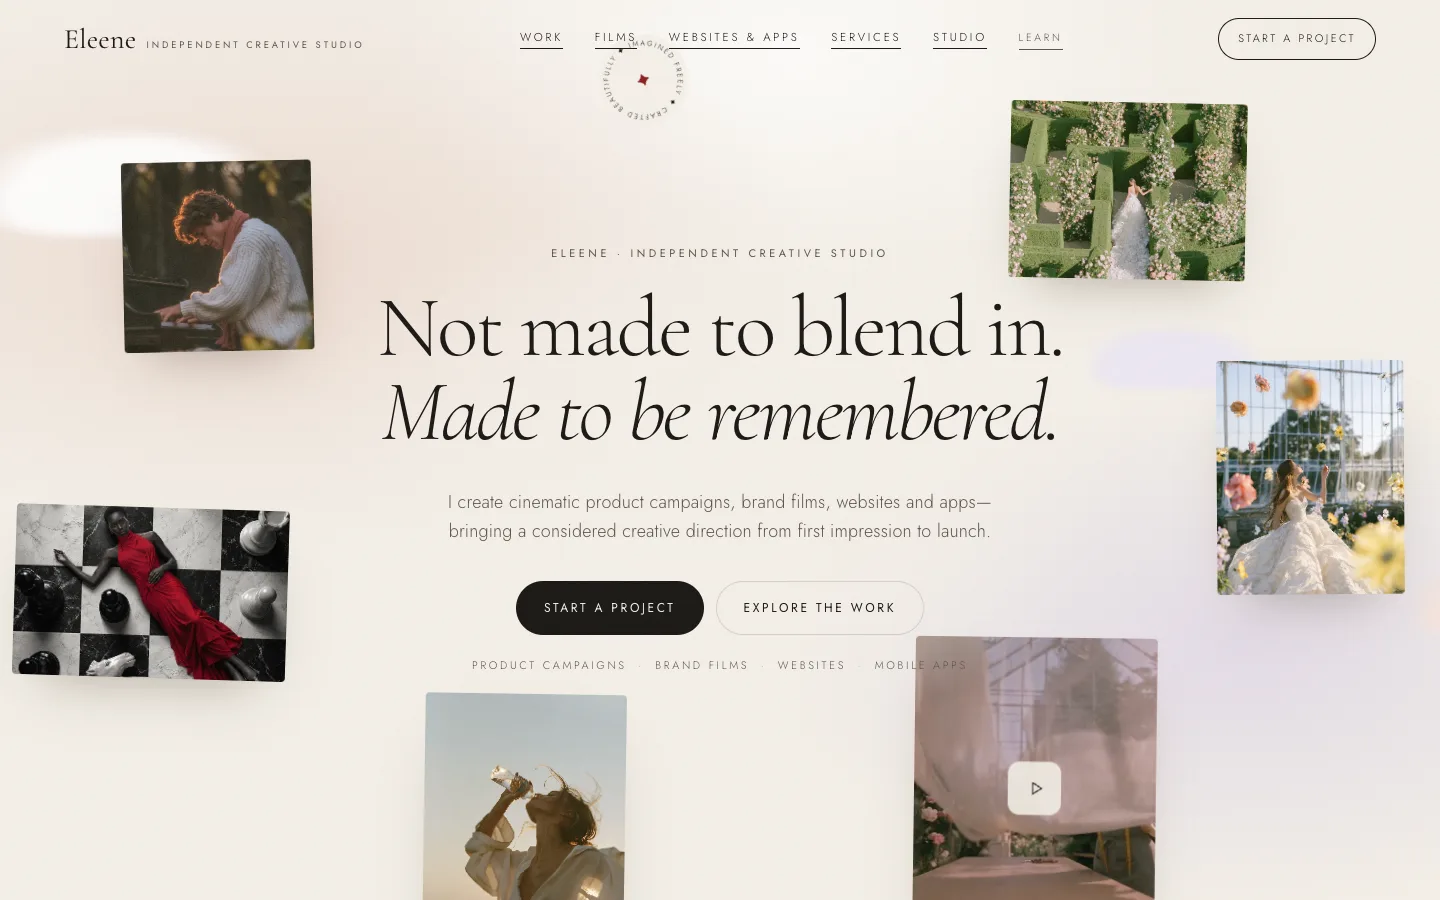 Eleene INDEPENDENT CREATIVE STUDIO
WORK FILMS WEBSITES & APPS SERVICES STUDIO LEARN
START A PROJECT
IMAGINED FREELY ✦ CRAFTED BEAUTIFULLY ✦
ELEENE · INDEPENDENT CREATIVE STUDIO
Not made to blend in.
Made to be remembered.
I create cinematic product campaigns, brand films, websites and apps—
bringing a considered creative direction from first impression to launch.
START A PROJECT EXPLORE THE WORK
PRODUCT CAMPAIGNS · BRAND FILMS · WEBSITES · MOBILE APPS